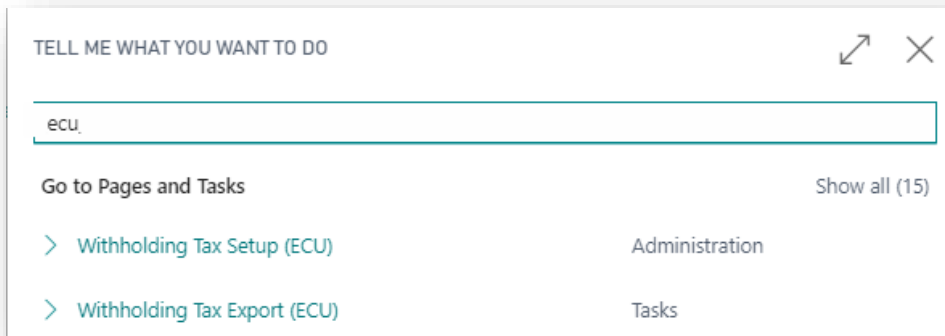 TELL ME WHAT YOU WANT TO DO
ecu
Go to Pages and Tasks Show all (15)
Withholding Tax Setup (ECU) Administration
Withholding Tax Export (ECU) Tasks